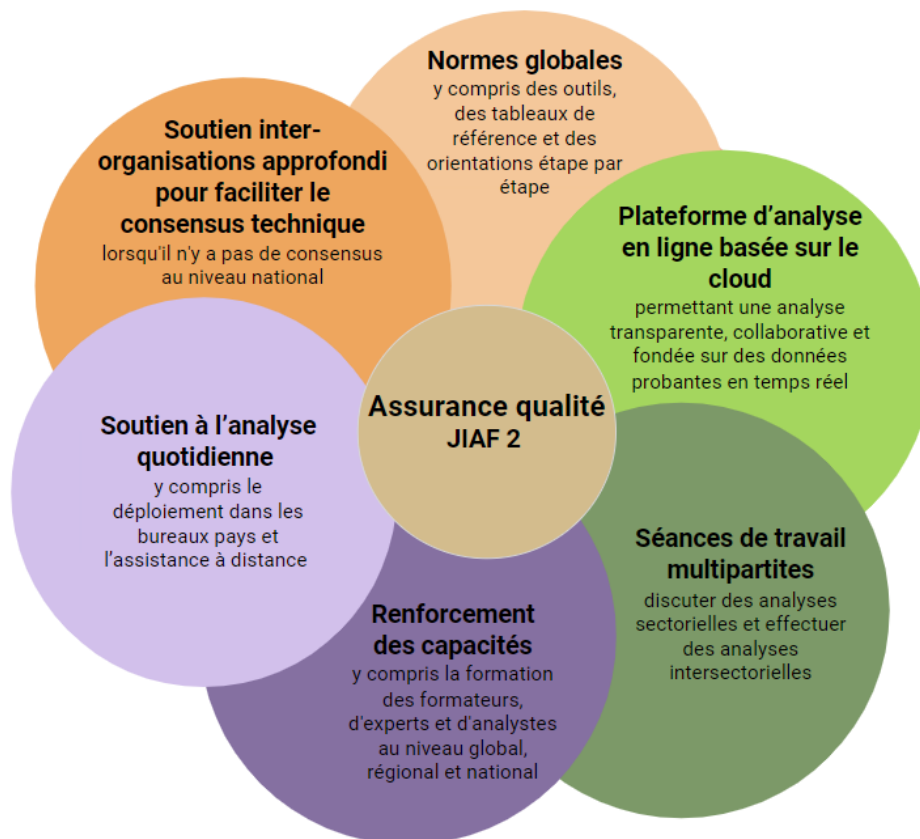 Normes globales
y compris des outils,
des tableaux de
référence et des
orientations étape par
étape
Plateforme d’analyse
en ligne basée sur le
cloud
permettant une analyse
transparente, collaborative et
fondée sur des données
probantes en temps réel
Séances de travail
multipartites
discuter des analyses
sectorielles et effectuer
des analyses
intersectorielles
Renforcement
des capacités
y compris la formation
des formateurs,
d'experts et d'analystes
au niveau global,
régional et national
Soutien à l’analyse
quotidienne
y compris le
déploiement dans les
bureaux pays et
l’assistance à distance
Soutien inter-
organisations approfondi
pour faciliter le
consensus technique
lorsqu'il n'y a pas de consensus
au niveau national
Assurance qualité
JIAF 2